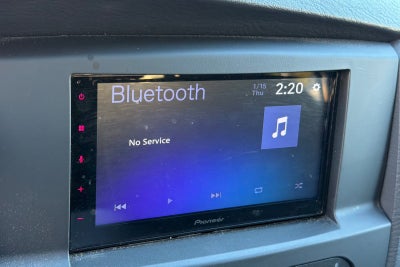 Bluetooth
1/15
Thu
2:20
No Service
Pioneer